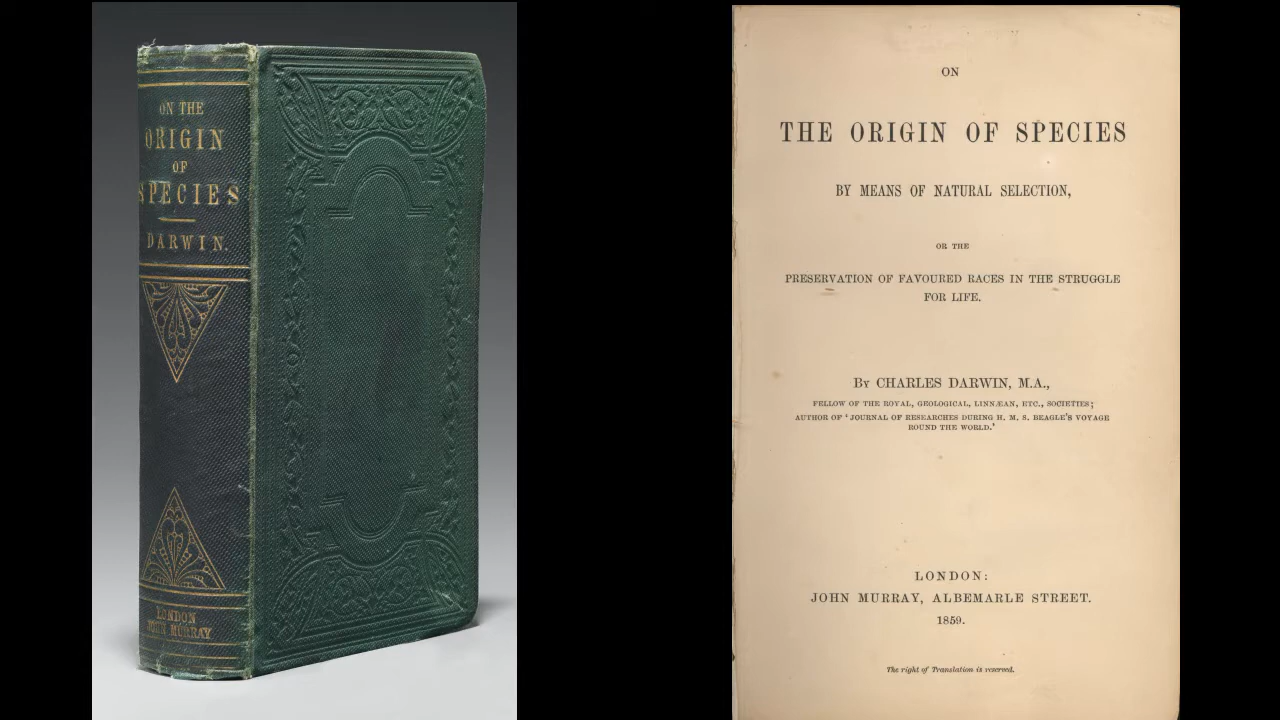 ON THE
ORIGIN
OF
SPECIES
DARWIN.
LONDON
JOHN MURRAY
ON
THE ORIGIN OF SPECIES
BY MEANS OF NATURAL SELECTION,
OR THE
PRESERVATION OF FAVOURED RACES IN THE STRUGGLE
FOR LIFE.
BY CHARLES DARWIN, M.A.,
FELLOW OF THE ROYAL, GEOLOGICAL, LINNÆAN, ETC., SOCIETIES;
AUTHOR OF ‘JOURNAL OF RESEARCHES DURING H. M. S. BEAGLE’S VOYAGE
ROUND THE WORLD.’
LONDON:
JOHN MURRAY, ALBEMARLE STREET.
1859.
The right of Translation is reserved.